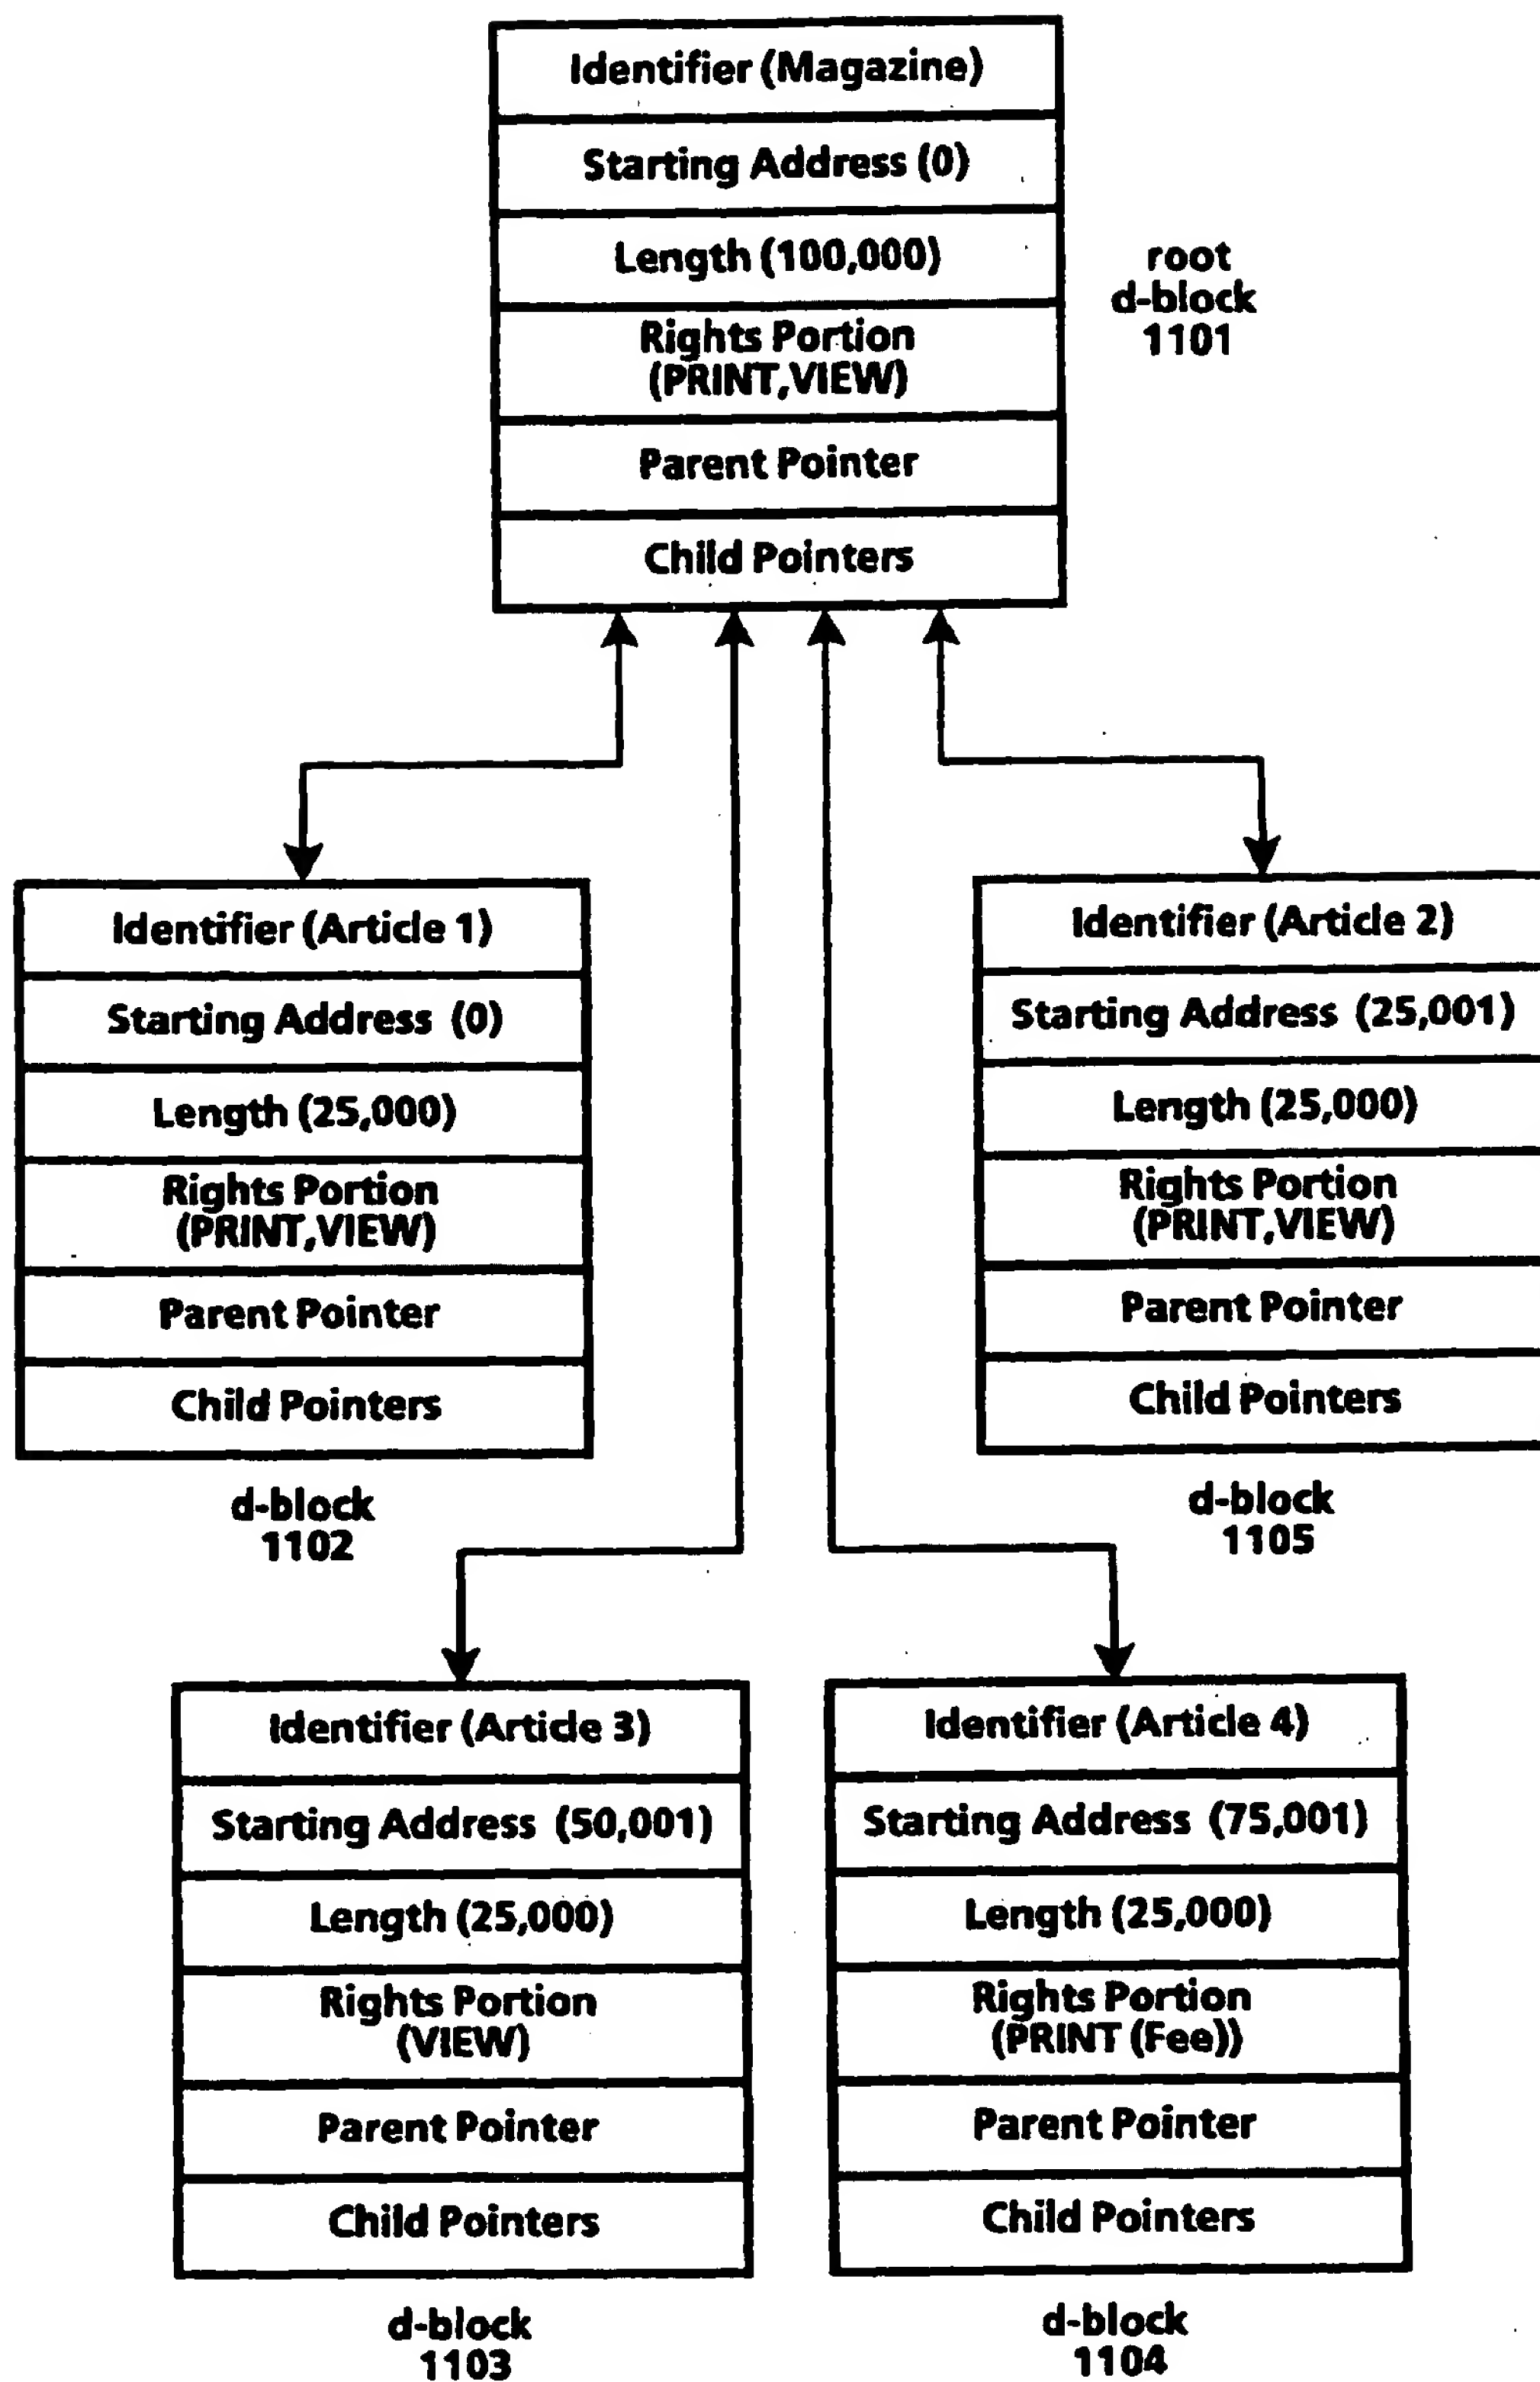 Identifier (Magazine)
Starting Address (0)
Length (100,000)
Rights Portion
(PRINT,VIEW)
Parent Pointer
Child Pointers
root
d-block
1101
Identifier (Article 1)
Starting Address (0)
Length (25,000)
Rights Portion
(PRINT,VIEW)
Parent Pointer
Child Pointers
d-block
1102
Identifier (Article 2)
Starting Address (25,001)
Length (25,000)
Rights Portion
(PRINT,VIEW)
Parent Pointer
Child Pointers
d-block
1105
Identifier (Article 3)
Starting Address (50,001)
Length (25,000)
Rights Portion
(VIEW)
Parent Pointer
Child Pointers
d-block
1103
Identifier (Article 4)
Starting Address (75,001)
Length (25,000)
Rights Portion
(PRINT (Fee))
Parent Pointer
Child Pointers
d-block
1104